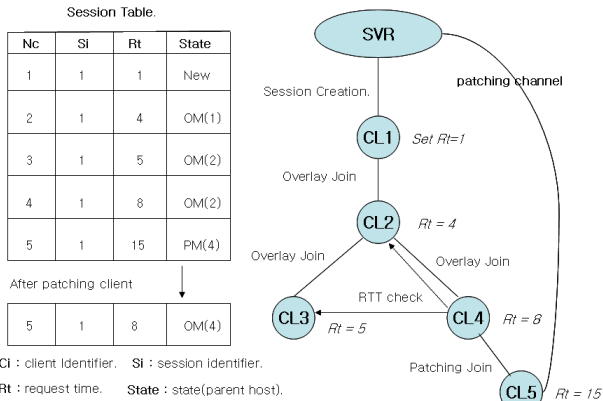 Session Table.
Nc Si Rt State
1 1 1 New
2 1 4 OM(1)
3 1 5 OM(2)
4 1 8 OM(2)
5 1 15 PM(4)
After patching client
5 1 8 OM(4)
Ci : client Identifier. Si : session identifier.
Rt : request time. State : state(parent host).
SVR
patching channel
Session Creation.
CL1 Set Rt=1
Overlay Join
CL2 Rt = 4
Overlay Join
Overlay Join
RTT check
CL3 Rt = 5
CL4 Rt = 8
Patching Join
CL5 Rt = 15